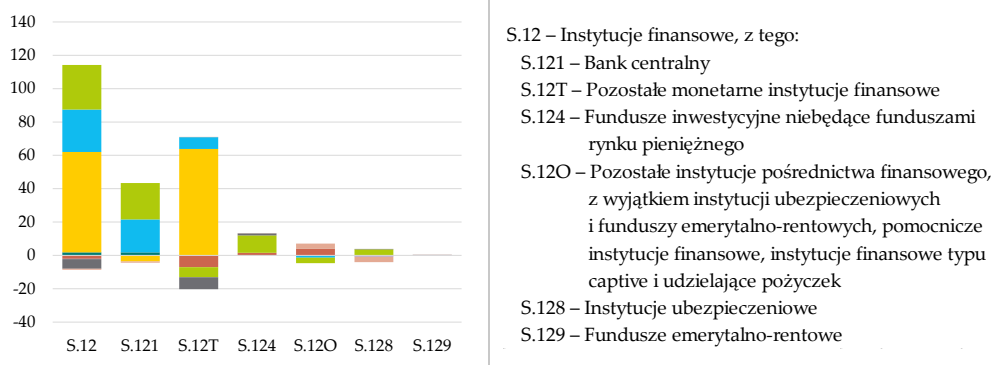 140
120
100
80
60
40
20
0
-20
-40
S.12 S.121 S.12T S.124 S.12O S.128 S.129
S.12 – Instytucje finansowe, z tego:
S.121 – Bank centralny
S.12T – Pozostałe monetarne instytucje finansowe
S.124 – Fundusze inwestycyjne niebędące funduszami
rynku pieniężnego
S.12O – Pozostałe instytucje pośrednictwa finansowego,
z wyjątkiem instytucji ubezpieczeniowych
i funduszy emerytalno-rentowych, pomocnicze
instytucje finansowe, instytucje finansowe typu
captive i udzielające pożyczek
S.128 – Instytucje ubezpieczeniowe
S.129 – Fundusze emerytalno-rentowe